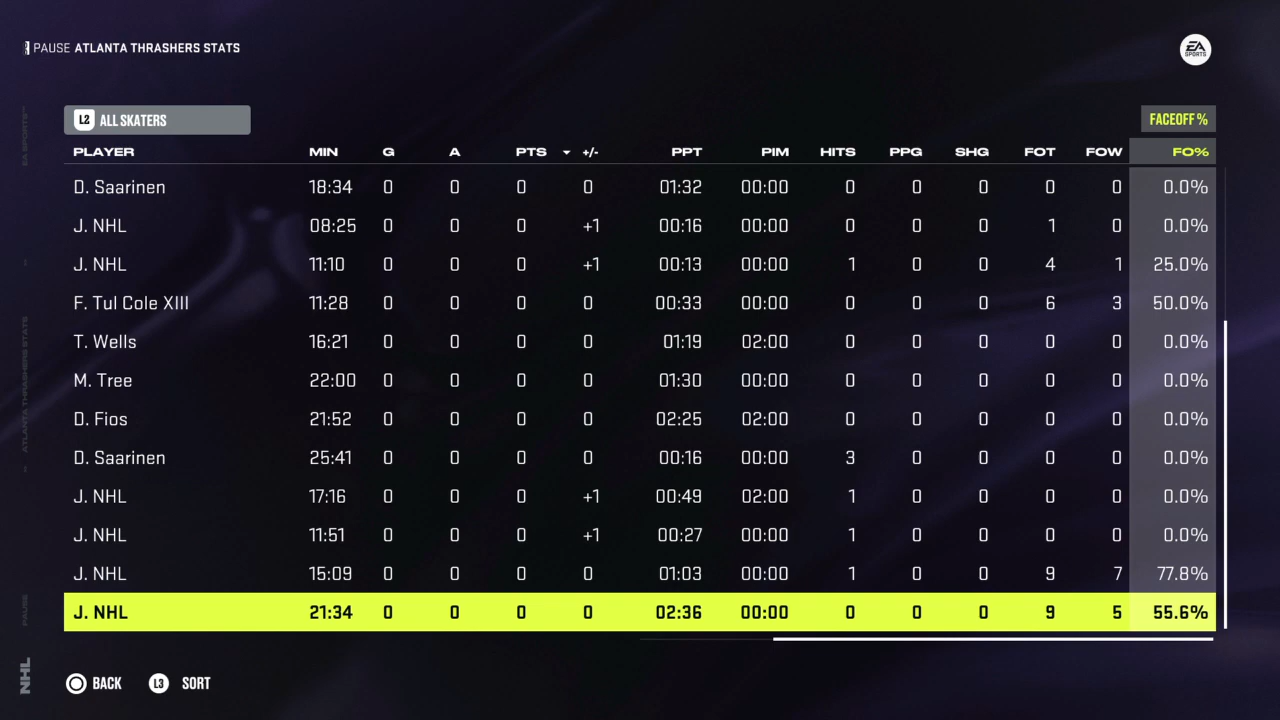 PAUSE ATLANTA THRASHERS STATS
EA SPORTS
L2 ALL SKATERS
FACEOFF %
PLAYER MIN G A PTS +/- PPT PIM HITS PPG SHG FOT FOW FO%
D. Saarinen 18:34 0 0 0 0 01:32 00:00 0 0 0 0 0 0.0%
J. NHL 08:25 0 0 0 +1 00:16 00:00 0 0 0 1 0 0.0%
J. NHL 11:10 0 0 0 +1 00:13 00:00 1 0 0 4 1 25.0%
F. Tul Cole XIII 11:28 0 0 0 0 00:33 00:00 0 0 0 6 3 50.0%
T. Wells 16:21 0 0 0 0 01:19 02:00 0 0 0 0 0 0.0%
M. Tree 22:00 0 0 0 0 01:30 00:00 0 0 0 0 0 0.0%
D. Fios 21:52 0 0 0 0 02:25 02:00 0 0 0 0 0 0.0%
D. Saarinen 25:41 0 0 0 0 00:16 00:00 3 0 0 0 0 0.0%
J. NHL 17:16 0 0 0 +1 00:49 02:00 1 0 0 0 0 0.0%
J. NHL 11:51 0 0 0 +1 00:27 00:00 1 0 0 0 0 0.0%
J. NHL 15:09 0 0 0 0 01:03 00:00 1 0 0 9 7 77.8%
J. NHL 21:34 0 0 0 0 02:36 00:00 0 0 0 9 5 55.6%
BACK L3 SORT
NHL
PAUSE
ATLANTA THRASHERS STATS
EA SPORTS™